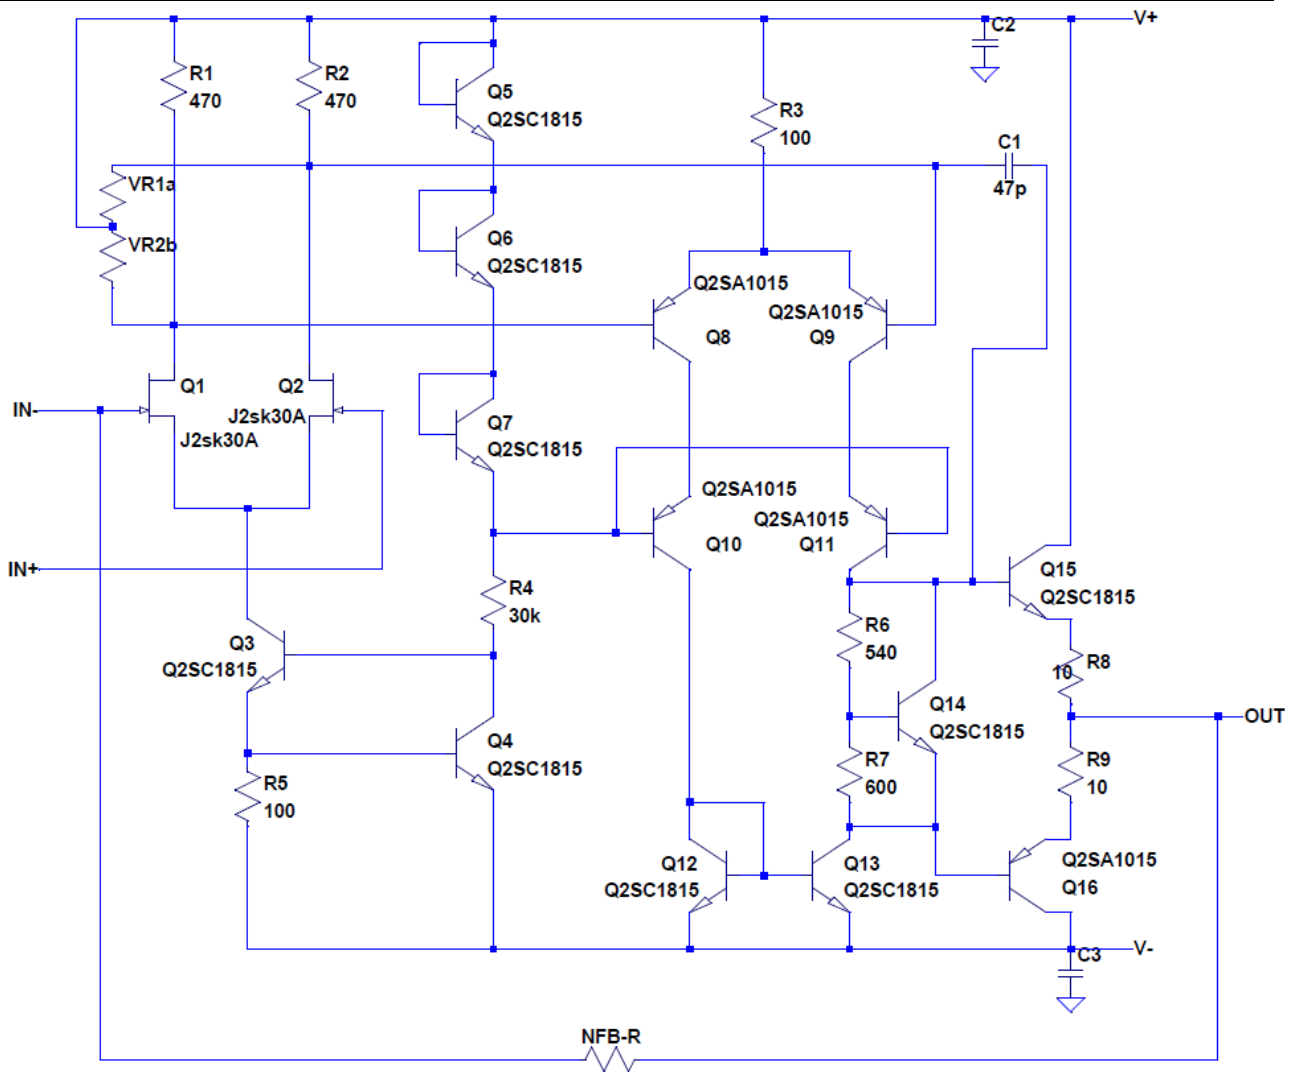 V+
C2
R1
470
R2
470
Q5
Q2SC1815
R3
100
C1
47p
VR1a
VR2b
Q6
Q2SC1815
Q2SA1015
Q2SA1015
Q8
Q9
Q1
J2sk30A
Q2
J2sk30A
IN-
Q7
Q2SC1815
Q2SA1015
Q10
Q2SA1015
Q11
IN+
R4
30k
Q15
Q2SC1815
Q3
Q2SC1815
R6
540
R8
10
Q14
Q2SC1815
OUT
Q4
Q2SC1815
R5
100
R7
600
R9
10
Q12
Q2SC1815
Q13
Q2SC1815
Q2SA1015
Q16
V-
C3
NFB-R